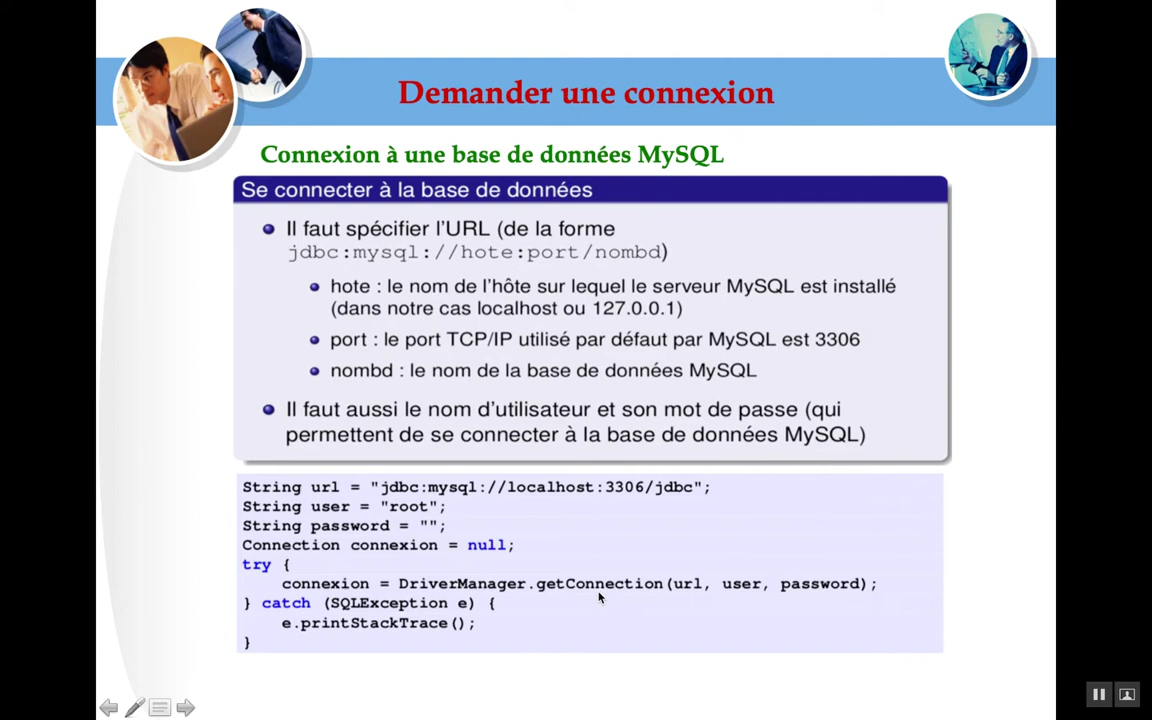 Demander une connexion
Connexion à une base de données MySQL
Se connecter à la base de données
Il faut spécifier l'URL (de la forme
jdbc:mysql://hote:port/nombd)
hote : le nom de l'hôte sur lequel le serveur MySQL est installé
(dans notre cas localhost ou 127.0.0.1)
port : le port TCP/IP utilisé par défaut par MySQL est 3306
nombd : le nom de la base de données MySQL
Il faut aussi le nom d'utilisateur et son mot de passe (qui
permettent de se connecter à la base de données MySQL)
String url = "jdbc:mysql://localhost:3306/jdbc";
String user = "root";
String password = "";
Connection connexion = null;
try {
    connexion = DriverManager.getConnection(url, user, password);
} catch (SQLException e) {
    e.printStackTrace();
}